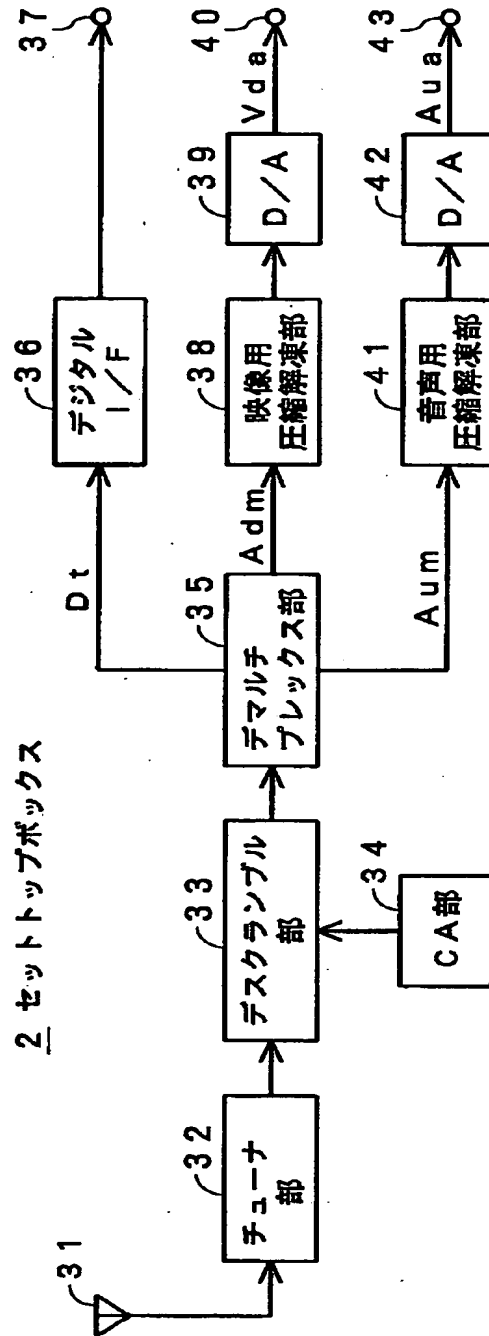 2 セットトップボックス
31
32
チューナ
部
33
デスクランブル
部
34
CA部
35
デマルチ
プレックス部
Dt
Adm
Aum
36
デジタル
I/F
37
38
映像用
圧縮解凍部
39
D/A
Vda
40
41
音声用
圧縮解凍部
42
D/A
Aua
43